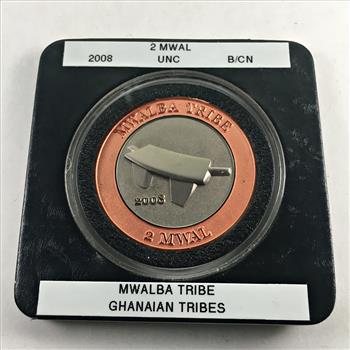 2 MWAL
2008 UNC B/CN
MWALBA TRIBE
2008
2 MWAL
MWALBA TRIBE
GHANAIAN TRIBES